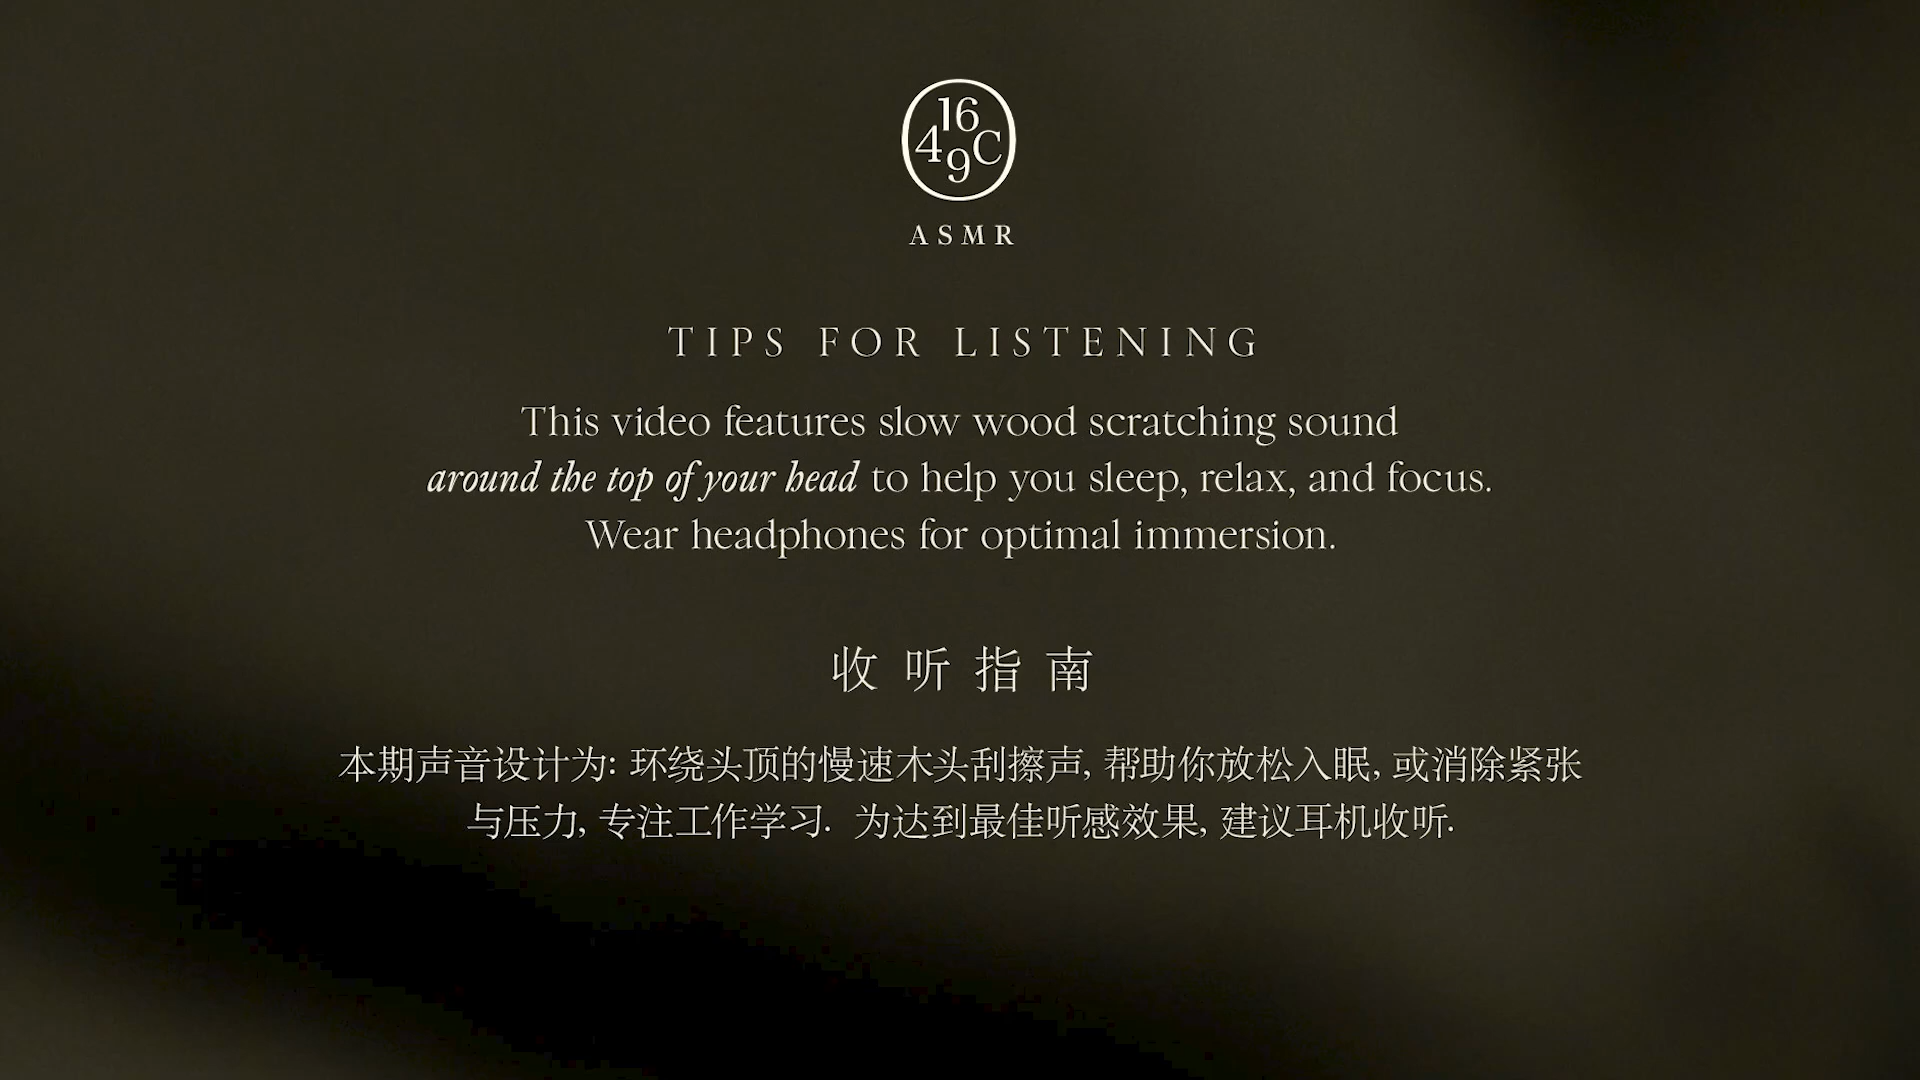 16
4 C
9
ASMR
TIPS FOR LISTENING
This video features slow wood scratching sound
around the top of your head to help you sleep, relax, and focus.
Wear headphones for optimal immersion.
收听指南
本期声音设计为: 环绕头顶的慢速木头刮擦声, 帮助你放松入眠, 或消除紧张
与压力, 专注工作学习. 为达到最佳听感效果, 建议耳机收听.